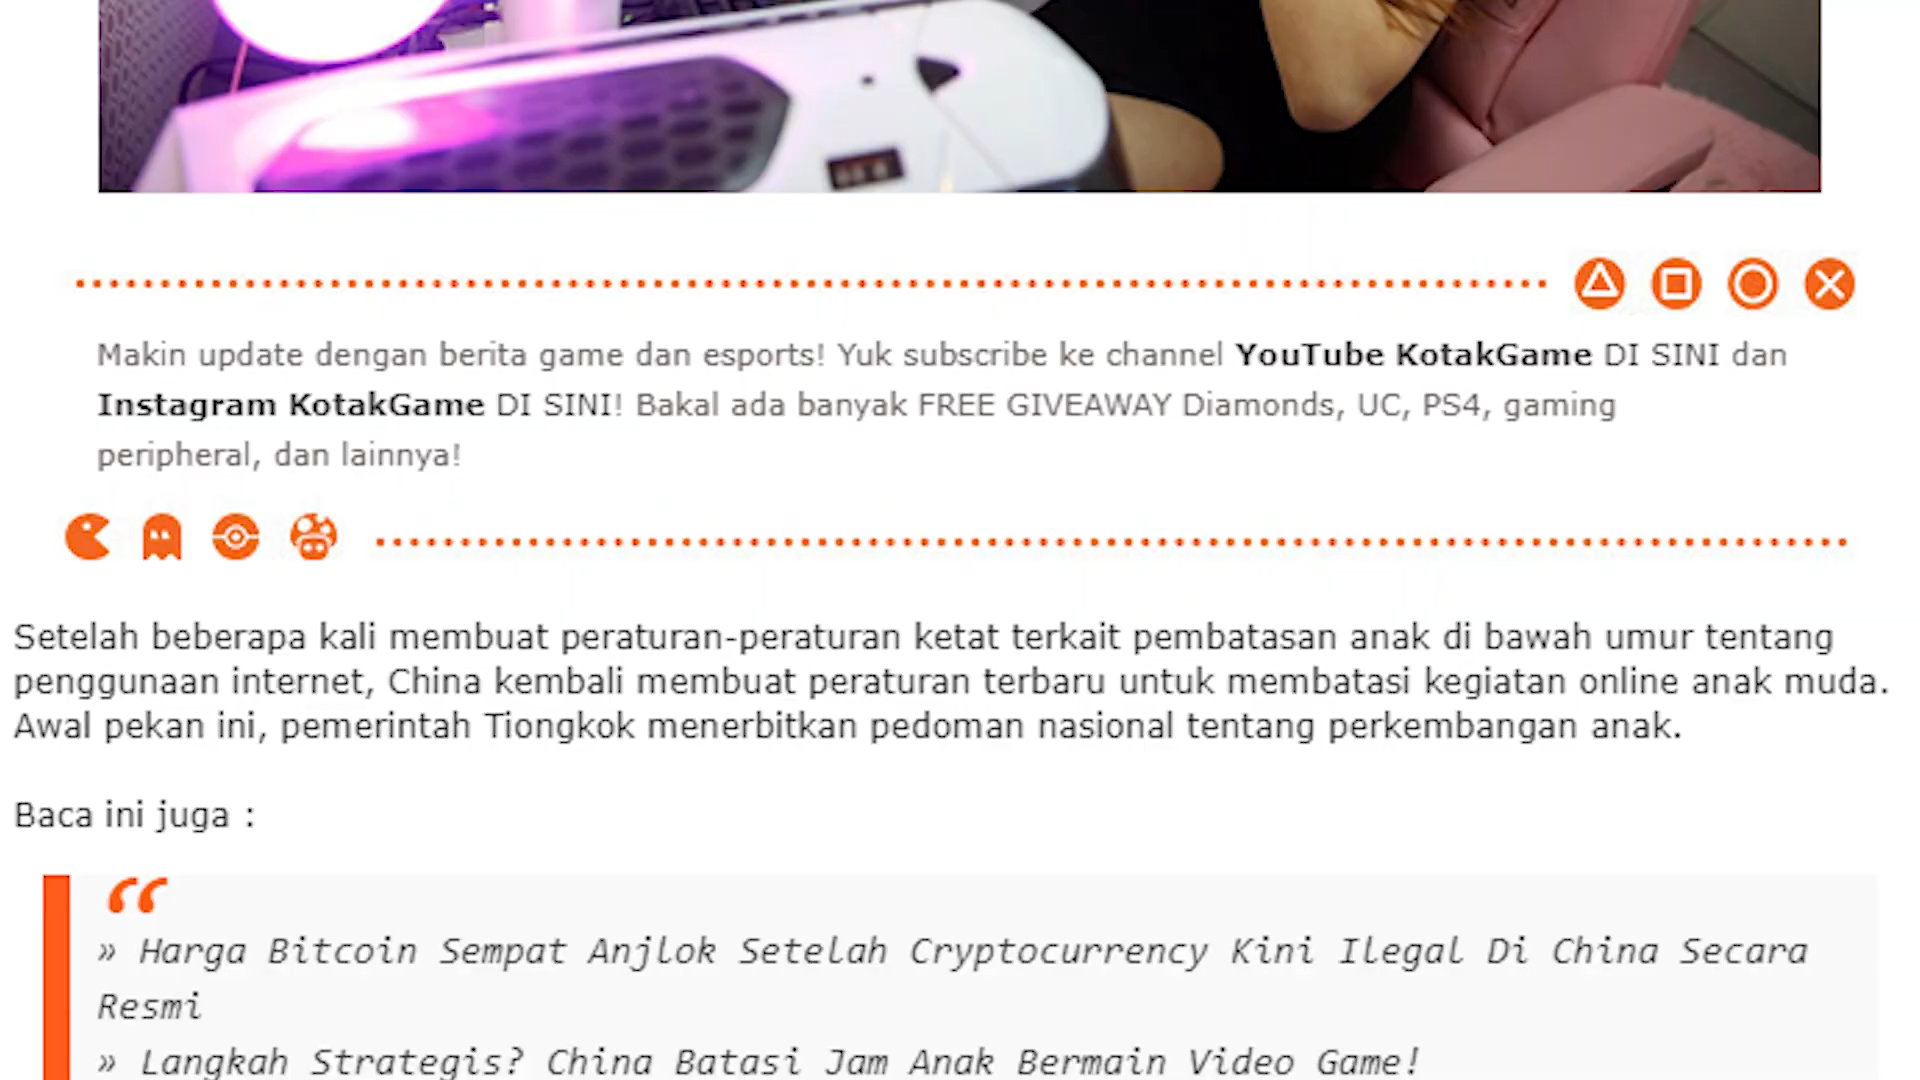 Makin update dengan berita game dan esports! Yuk subscribe ke channel YouTube KotakGame DI SINI dan
Instagram KotakGame DI SINI! Bakal ada banyak FREE GIVEAWAY Diamonds, UC, PS4, gaming
peripheral, dan lainnya!
Setelah beberapa kali membuat peraturan-peraturan ketat terkait pembatasan anak di bawah umur tentang
penggunaan internet, China kembali membuat peraturan terbaru untuk membatasi kegiatan online anak muda.
Awal pekan ini, pemerintah Tiongkok menerbitkan pedoman nasional tentang perkembangan anak.
Baca ini juga :
“
» Harga Bitcoin Sempat Anjlok Setelah Cryptocurrency Kini Ilegal Di China Secara
Resmi
» Langkah Strategis? China Batasi Jam Anak Bermain Video Game!